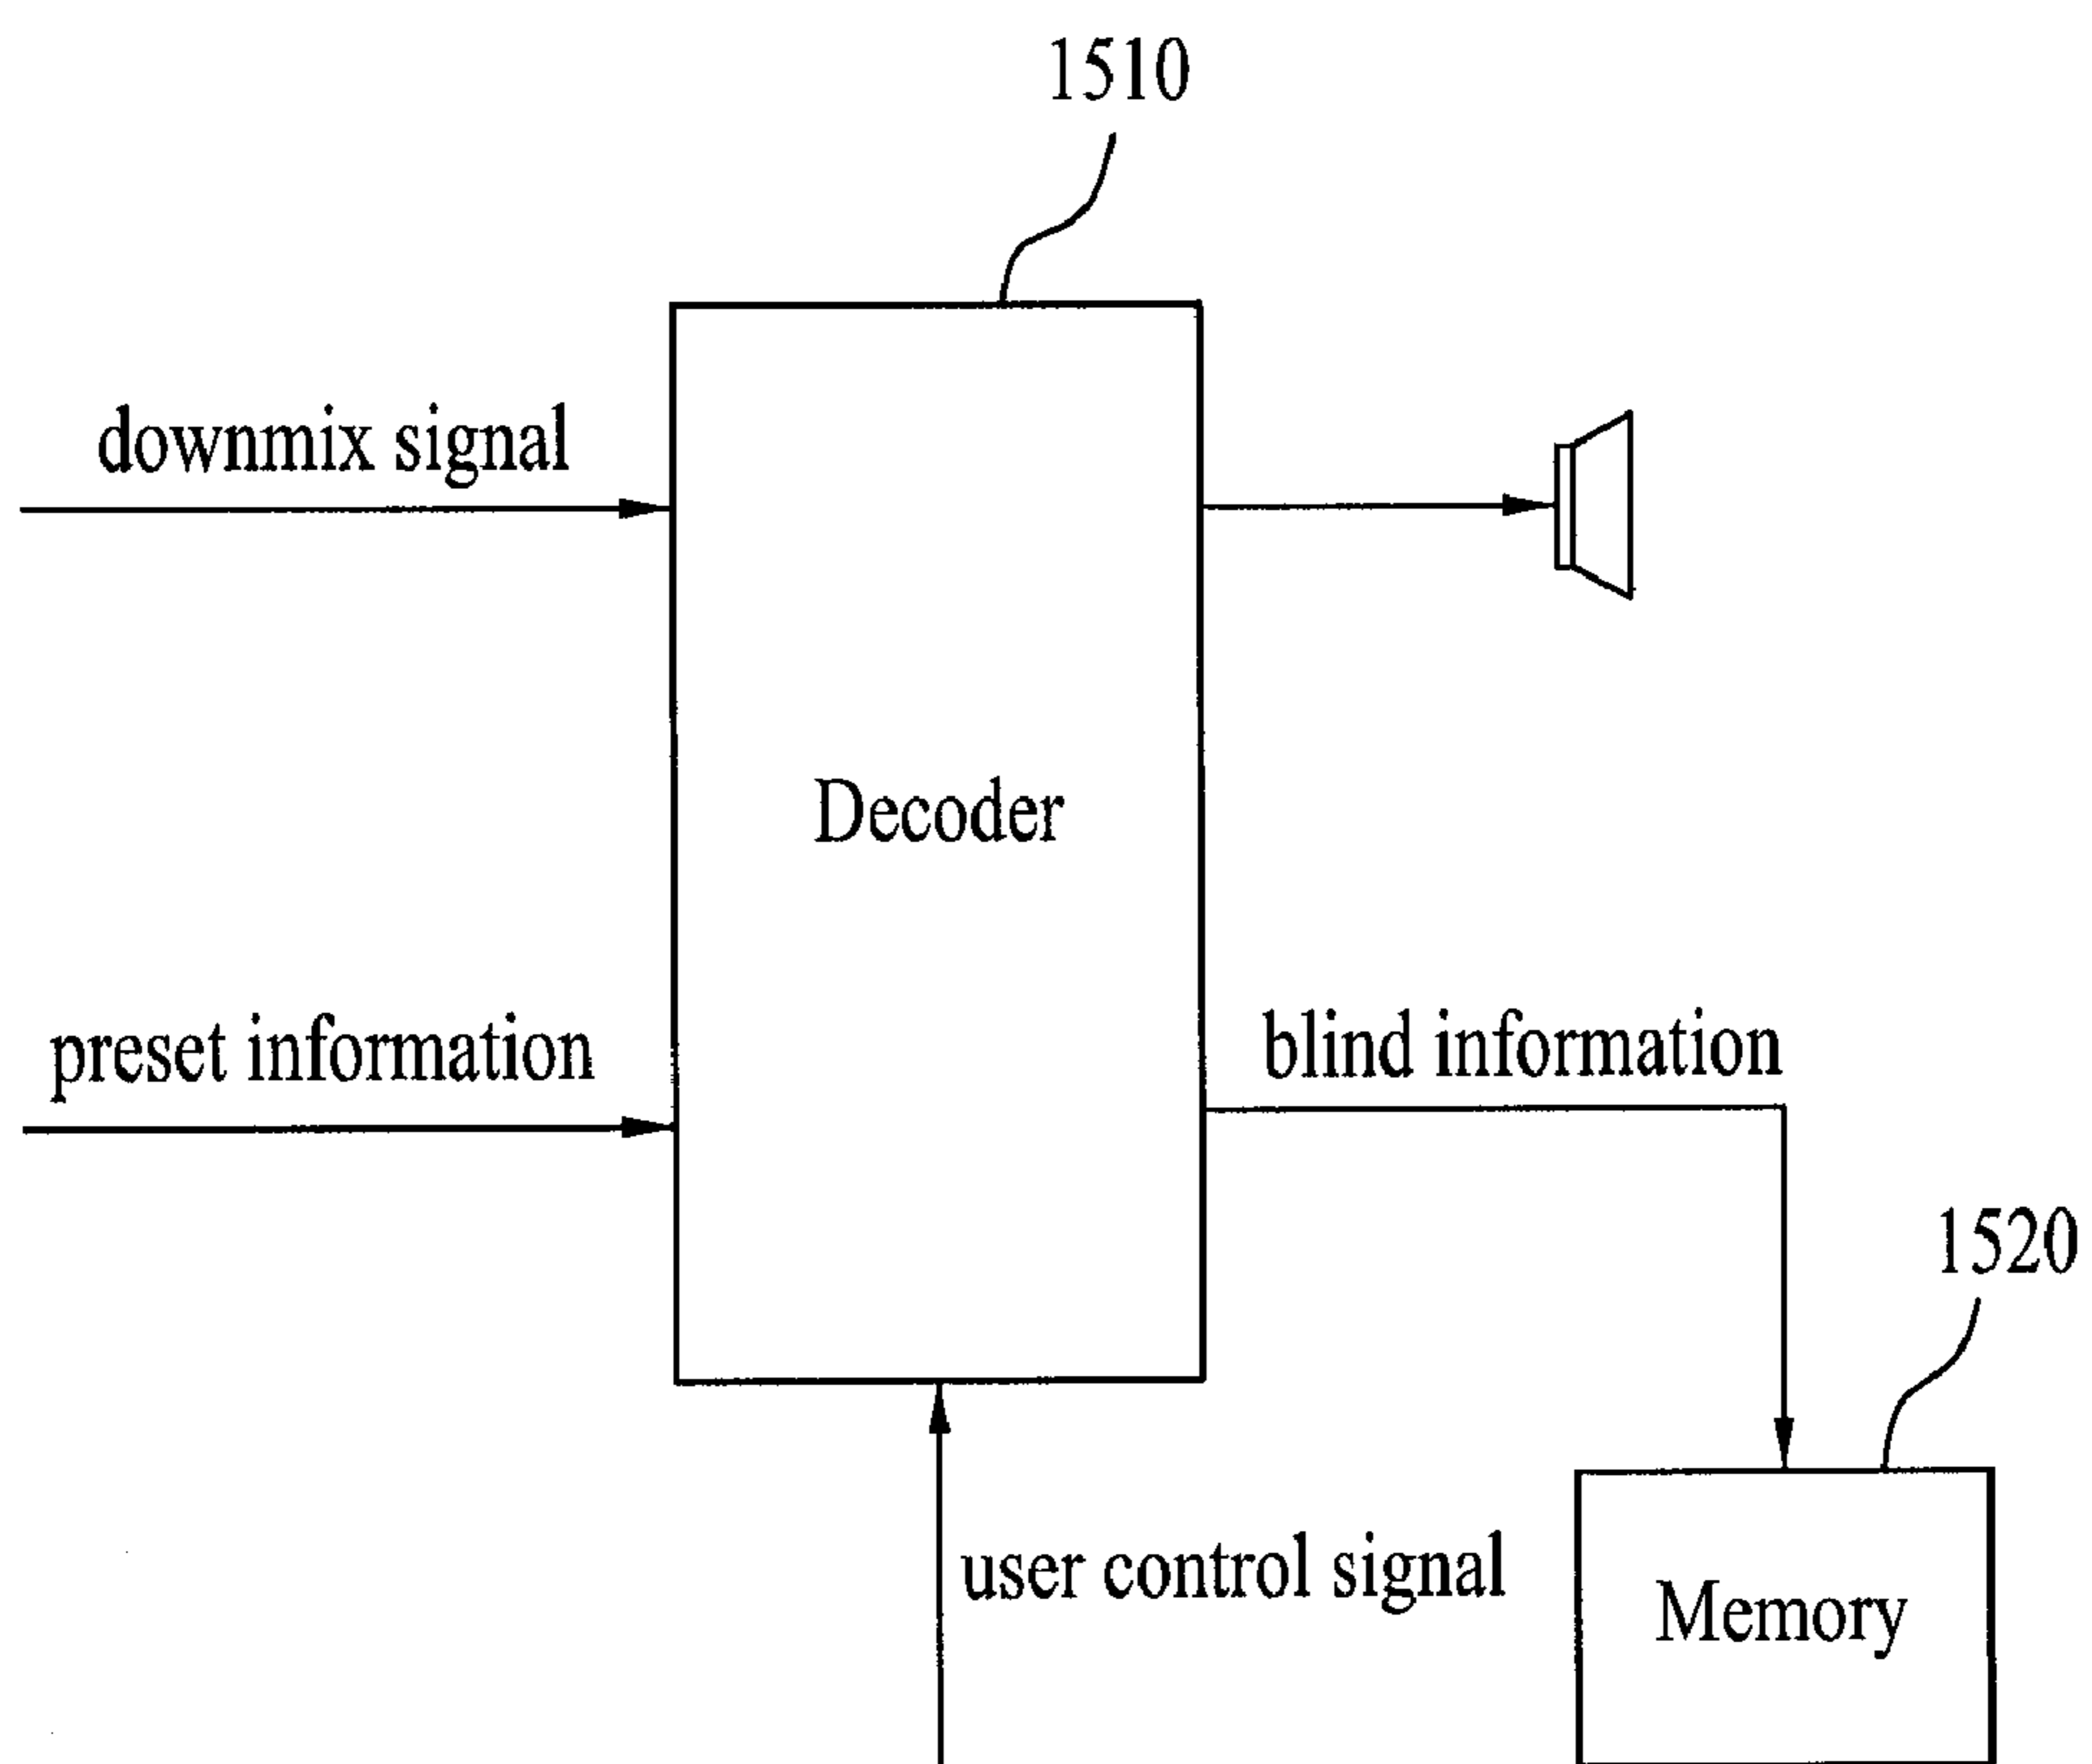 1510
downmix signal
Decoder
preset information
blind information
1520
user control signal
Memory